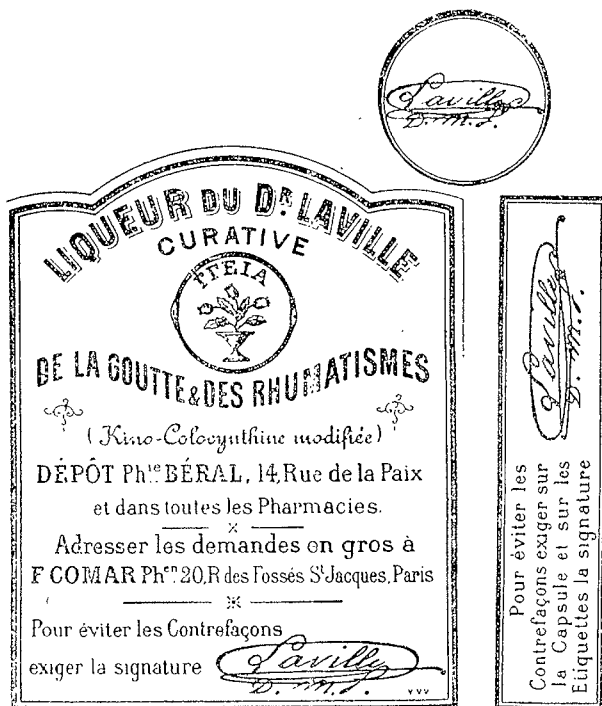 Laville
D. M. P.
LIQUEUR DU DR. LAVILLE
CURATIVE
ΥΓΕΙΑ
DE LA GOUTTE & DES RHUMATISMES
(Kino-Colocynthine modifiée)
DÉPÔT Phie BÉRAL, 14, Rue de la Paix
et dans toutes les Pharmacies.
Adresser les demandes en gros à
F COMAR Phen 20, R des Fossés St Jacques, Paris
Pour éviter les Contrefaçons
exiger la signature Laville
D. M. P.
Laville
D. M. P.
Pour éviter les
Contrefaçons exiger sur
la Capsule et sur les
Etiquettes la signature